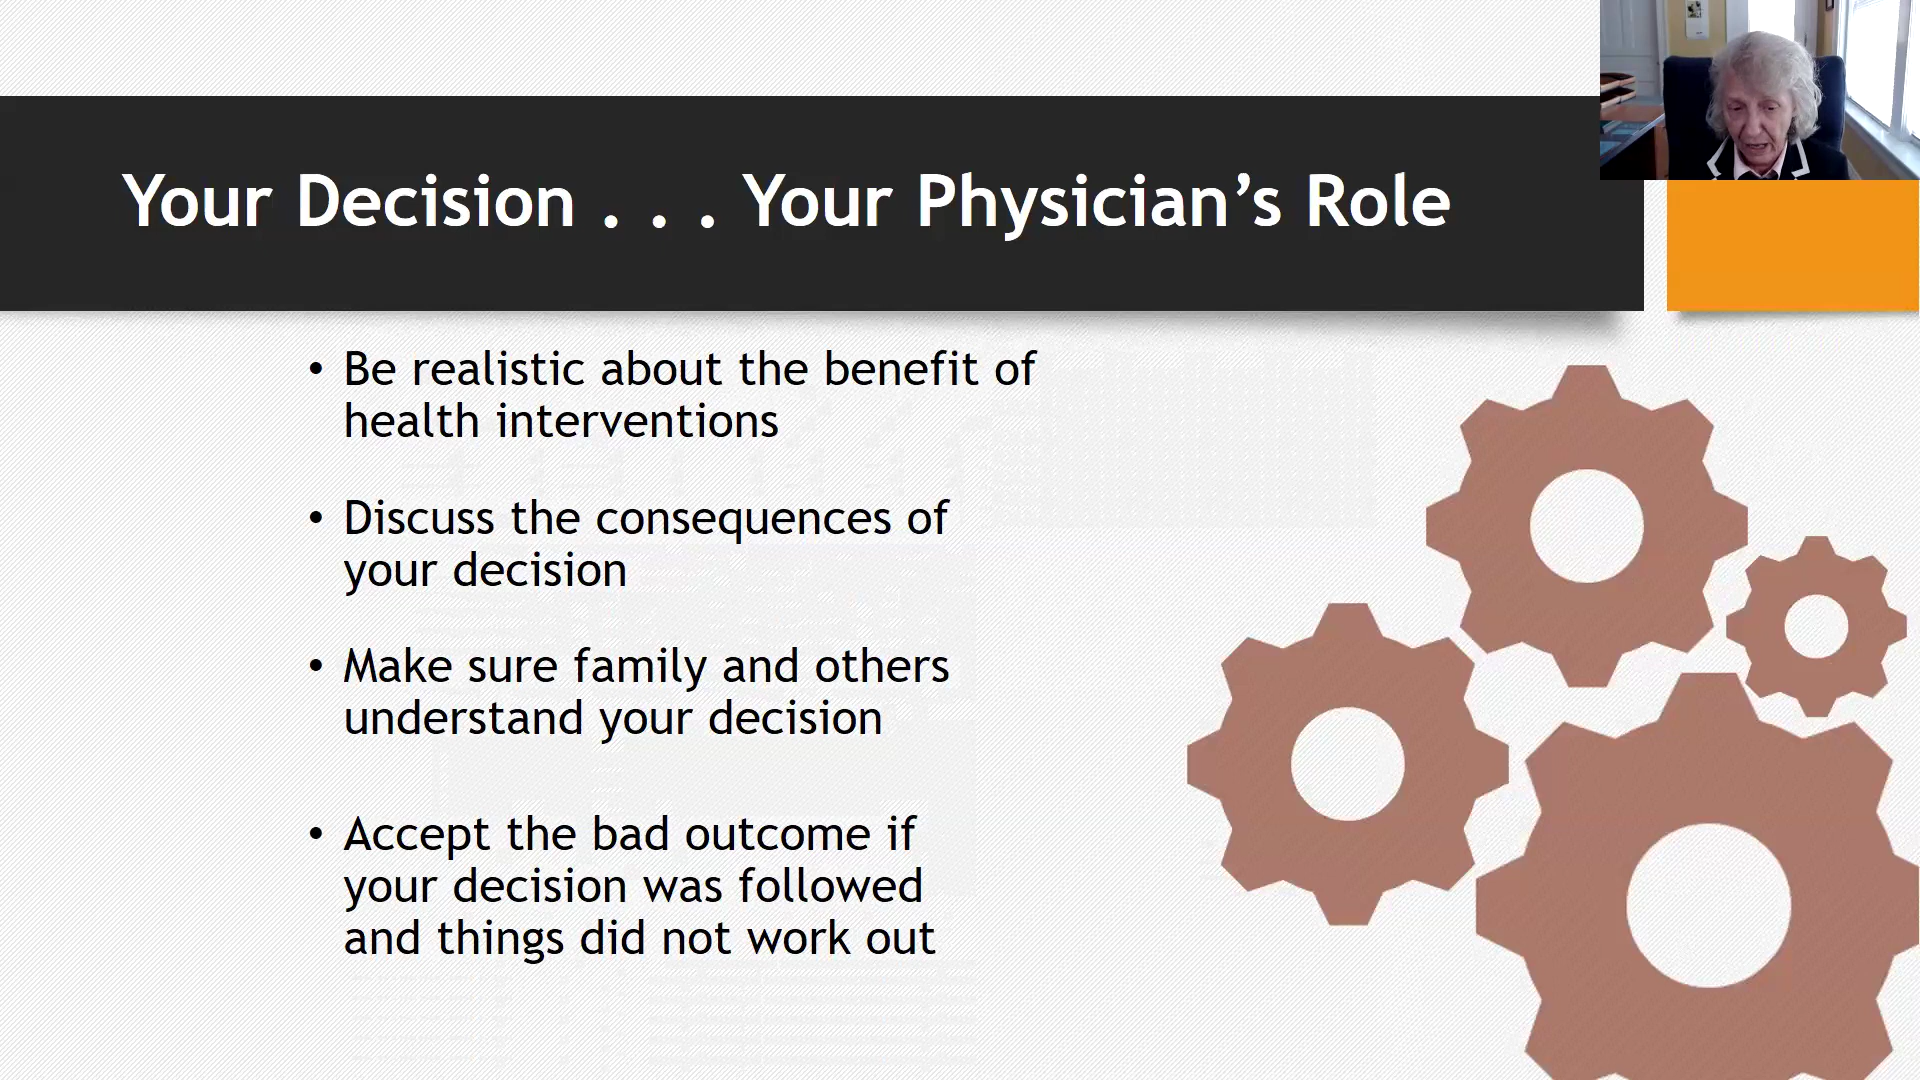 Your Decision . . . Your Physician’s Role
• Be realistic about the benefit of
health interventions
• Discuss the consequences of
your decision
• Make sure family and others
understand your decision
• Accept the bad outcome if
your decision was followed
and things did not work out